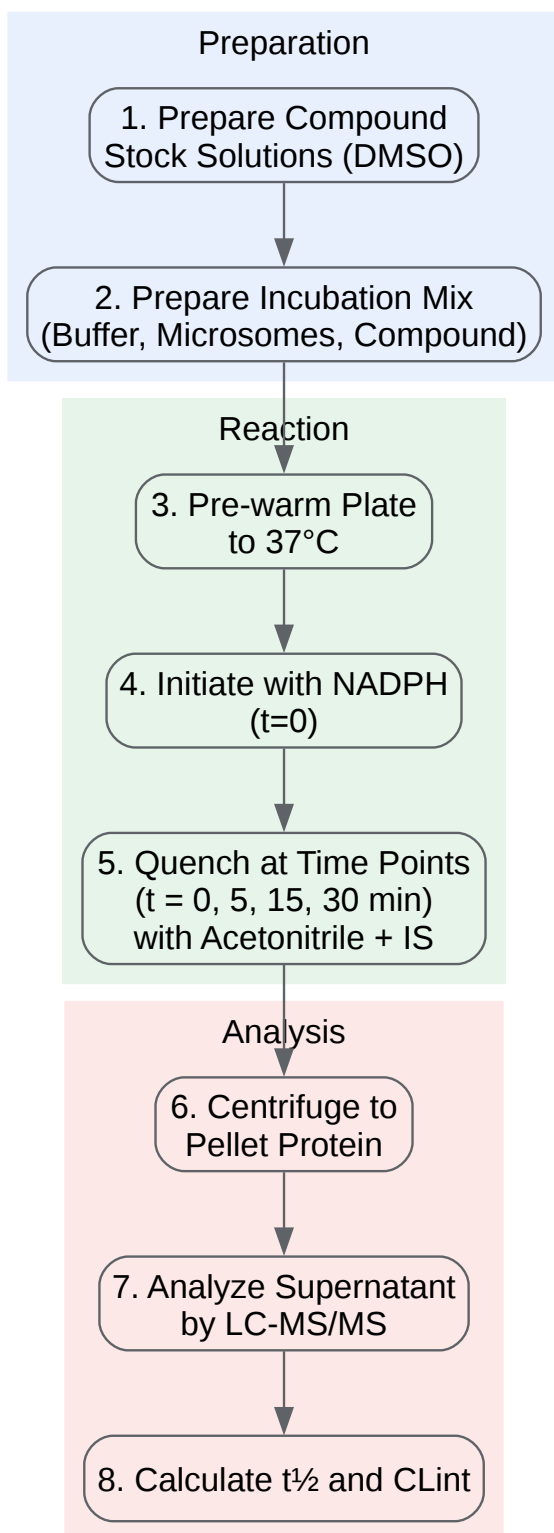 Preparation
1. Prepare Compound
Stock Solutions (DMSO)
2. Prepare Incubation Mix
(Buffer, Microsomes, Compound)
Reaction
3. Pre-warm Plate
to 37°C
4. Initiate with NADPH
(t=0)
5. Quench at Time Points
(t = 0, 5, 15, 30 min)
with Acetonitrile + IS
Analysis
6. Centrifuge to
Pellet Protein
7. Analyze Supernatant
by LC-MS/MS
8. Calculate t½ and CLint